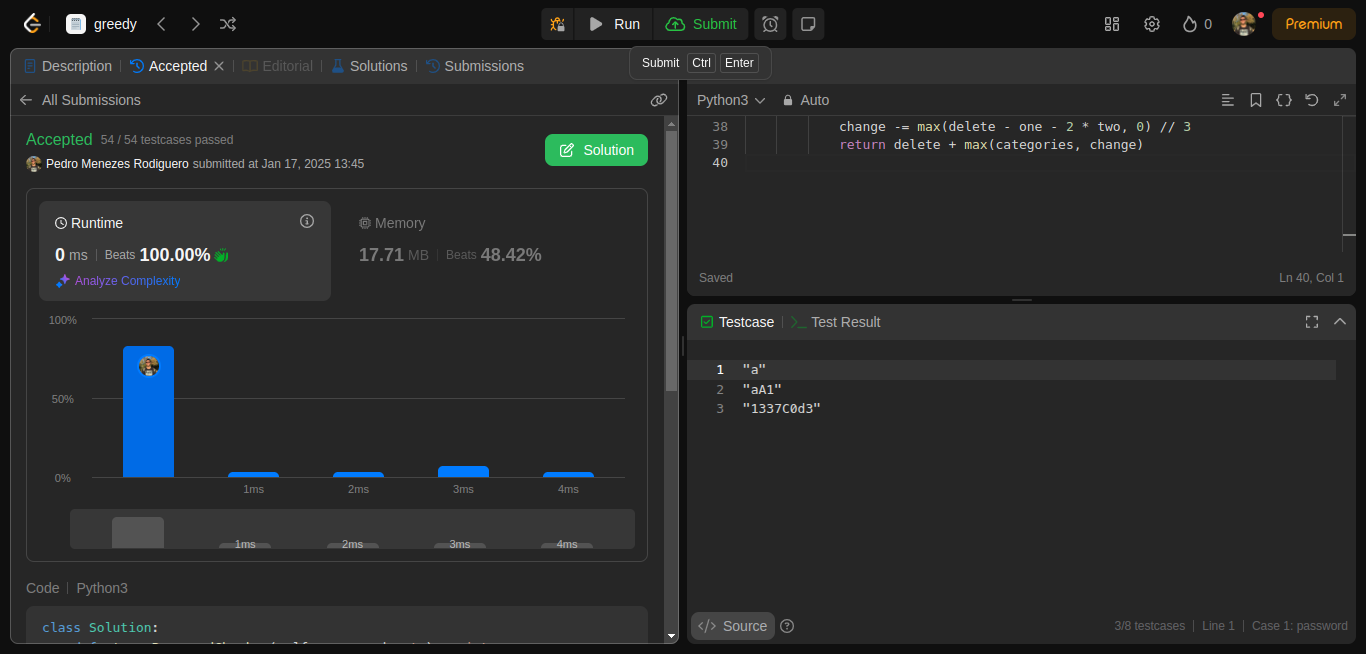 greedy
Run
Submit
0
Premium
Description
Accepted
Editorial
Solutions
Submissions
Submit Ctrl Enter
All Submissions
Accepted 54 / 54 testcases passed
Pedro Menezes Rodiguero submitted at Jan 17, 2025 13:45
Solution
Runtime
0 ms Beats 100.00%
Analyze Complexity
Memory
17.71 MB Beats 48.42%
100%
50%
0%
1ms 2ms 3ms 4ms
1ms 2ms 3ms 4ms
Code Python3
class Solution:
Python3 Auto
38 change -= max(delete - one - 2 * two, 0) // 3
39 return delete + max(categories, change)
40
Saved
Ln 40, Col 1
Testcase >_ Test Result
1 "a"
2 "aA1"
3 "1337C0d3"
</> Source ?
3/8 testcases Line 1 Case 1: password